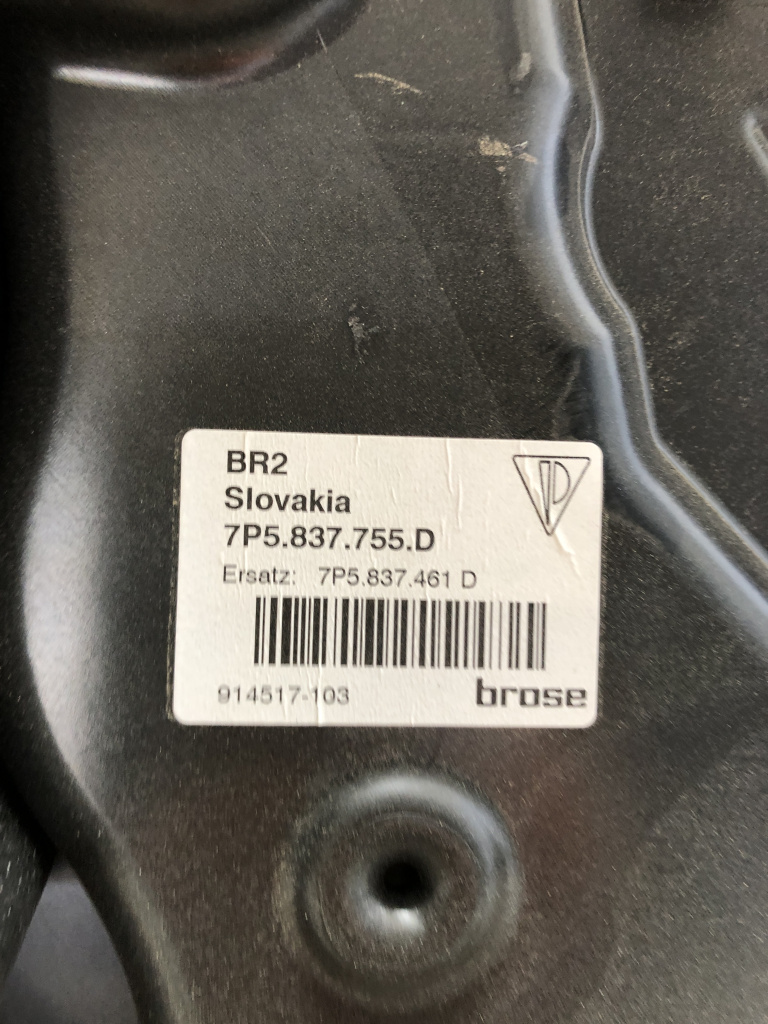 BR2
Slovakia
7P5.837.755.D
Ersatz: 7P5.837.461 D
914517-103
brose